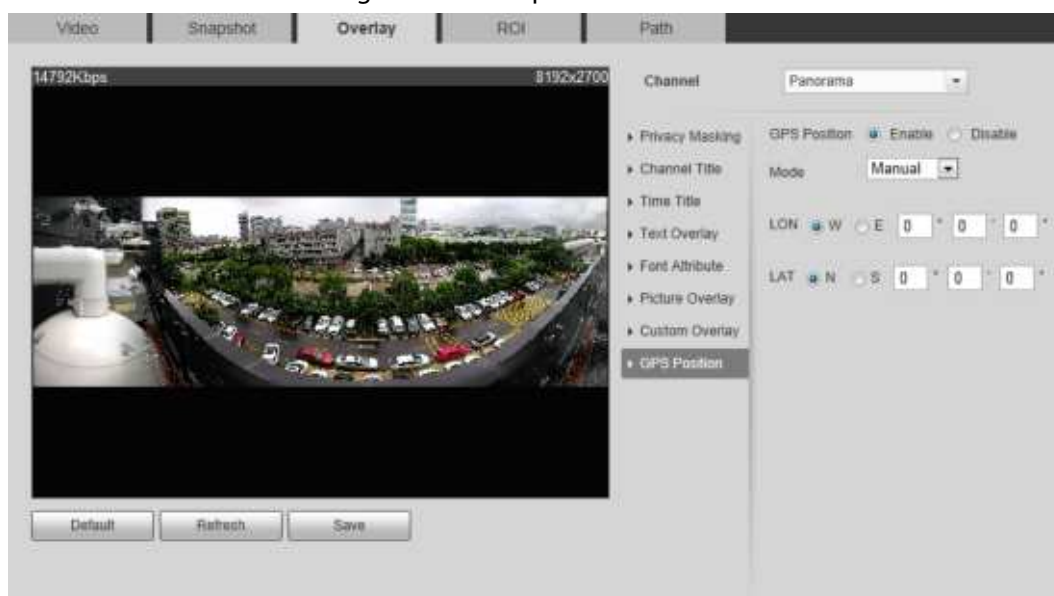 Video Snapshot Overlay ROI Path
14792Kbps 8192x2700
Channel Panorama
Privacy Masking
Channel Title
Time Title
Text Overlay
Font Attribute
Picture Overlay
Custom Overlay
GPS Position
GPS Position Enable Disable
Mode Manual
LON W E 0 ° 0 ' 0 "
LAT N S 0 ° 0 ' 0 "
Default Refresh Save